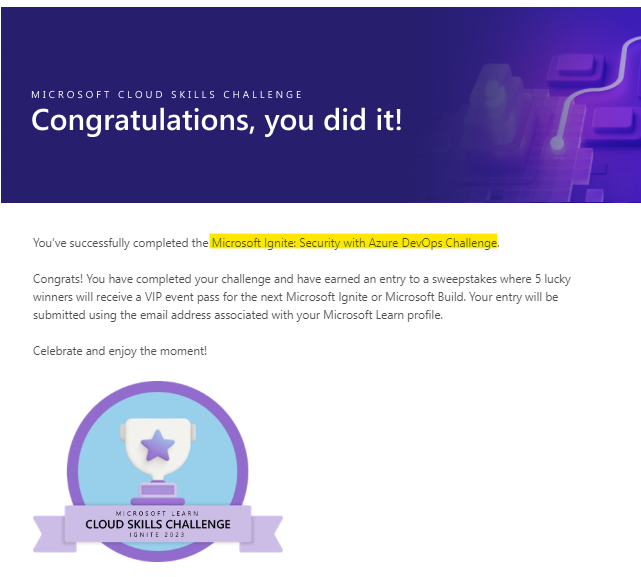 MICROSOFT CLOUD SKILLS CHALLENGE
Congratulations, you did it!
You've successfully completed the Microsoft Ignite: Security with Azure DevOps Challenge.
Congrats! You have completed your challenge and have earned an entry to a sweepstakes where 5 lucky
winners will receive a VIP event pass for the next Microsoft Ignite or Microsoft Build. Your entry will be
submitted using the email address associated with your Microsoft Learn profile.
Celebrate and enjoy the moment!
MICROSOFT LEARN
CLOUD SKILLS CHALLENGE
IGNITE 2023